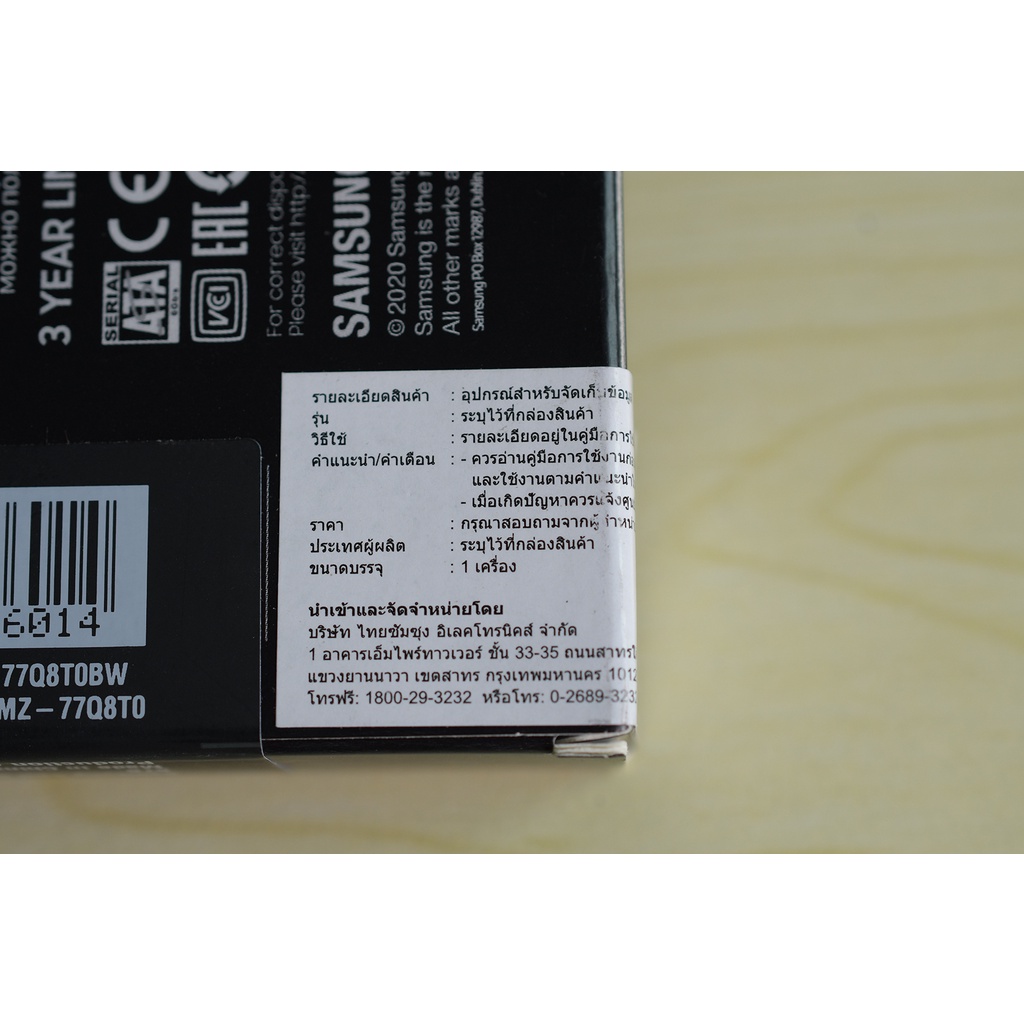 можно
3 YEAR
SERIAL
ATA
6Gb/s
CE
EAC
VCCI
For correct
Please visit http:/
SAMSUNG
© 2020 Samsung
Samsung is the
All other marks
Samsung PO Box 12987, Dublin
รายละเอียดสินค้า : อุปกรณ์สำหรับจัดเก็บข้อมูล
รุ่น : ระบุไว้ที่กล่องสินค้า
วิธีใช้ : รายละเอียดอยู่ในคู่มือการ
คำแนะนำ/คำเตือน : - ควรอ่านคู่มือการใช้งาน
และใช้งานตามคำแนะนำ
- เมื่อเกิดปัญหาควรแจ้ง
ราคา : กรุณาสอบถามจากผู้
ประเทศผู้ผลิต : ระบุไว้ที่กล่องสินค้า
ขนาดบรรจุ : 1 เครื่อง
นำเข้าและจัดจำหน่ายโดย
บริษัท ไทยซัมซุง อิเลคโทรนิคส์ จำกัด
1 อาคารเอ็มไพร์ทาวเวอร์ ชั้น 33-35 ถนนสาทร
แขวงยานนาวา เขตสาทร กรุงเทพมหานคร 1012
โทรฟรี: 1800-29-3232 หรือโทร: 0-2689-3232
6014
77Q8T0BW
MZ-77Q8T0